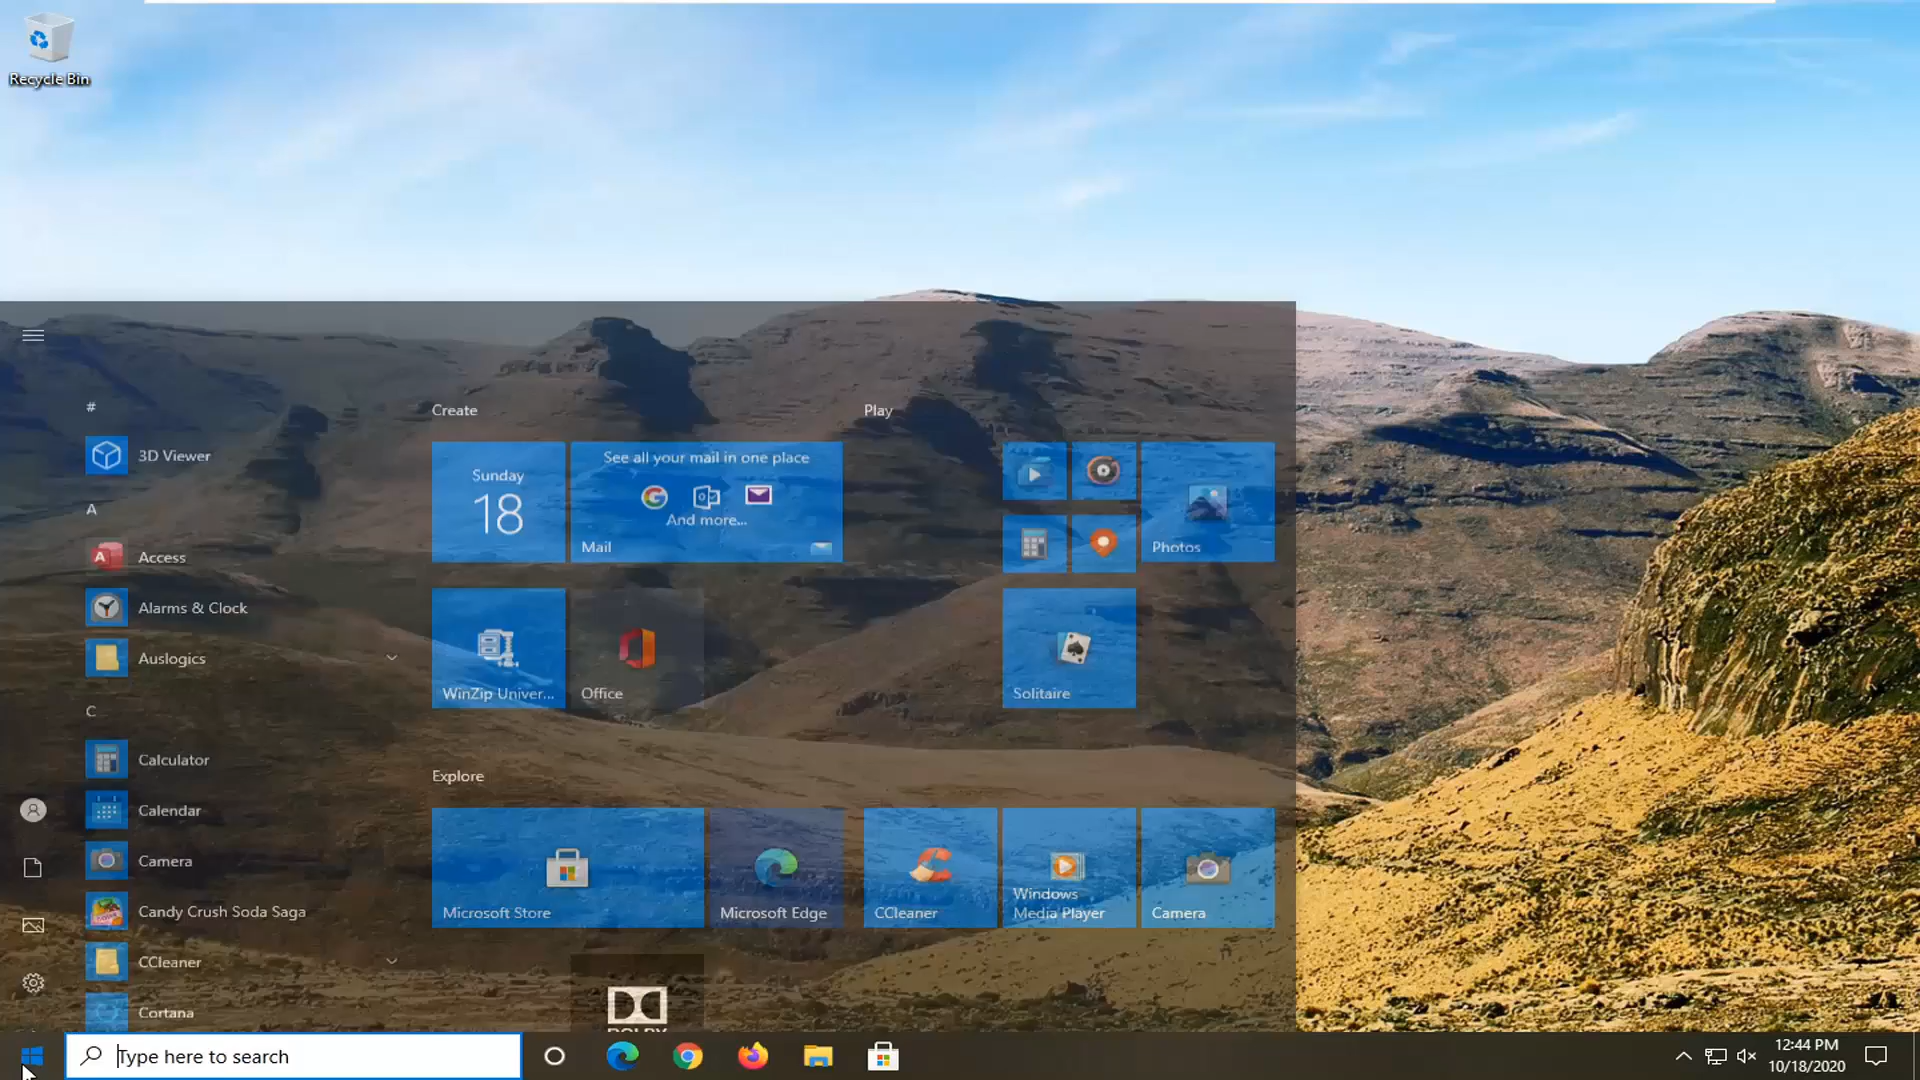 Recycle Bin
#
3D Viewer
A
Access
Alarms & Clock
Auslogics
C
Calculator
Calendar
Camera
Candy Crush Soda Saga
CCleaner
Cortana
Create
Sunday
18
See all your mail in one place
And more...
Mail
WinZip Univer...
Office
Play
Photos
Solitaire
Explore
Microsoft Store
Microsoft Edge
CCleaner
Windows
Media Player
Camera
DOLBY
Type here to search
12:44 PM
10/18/2020